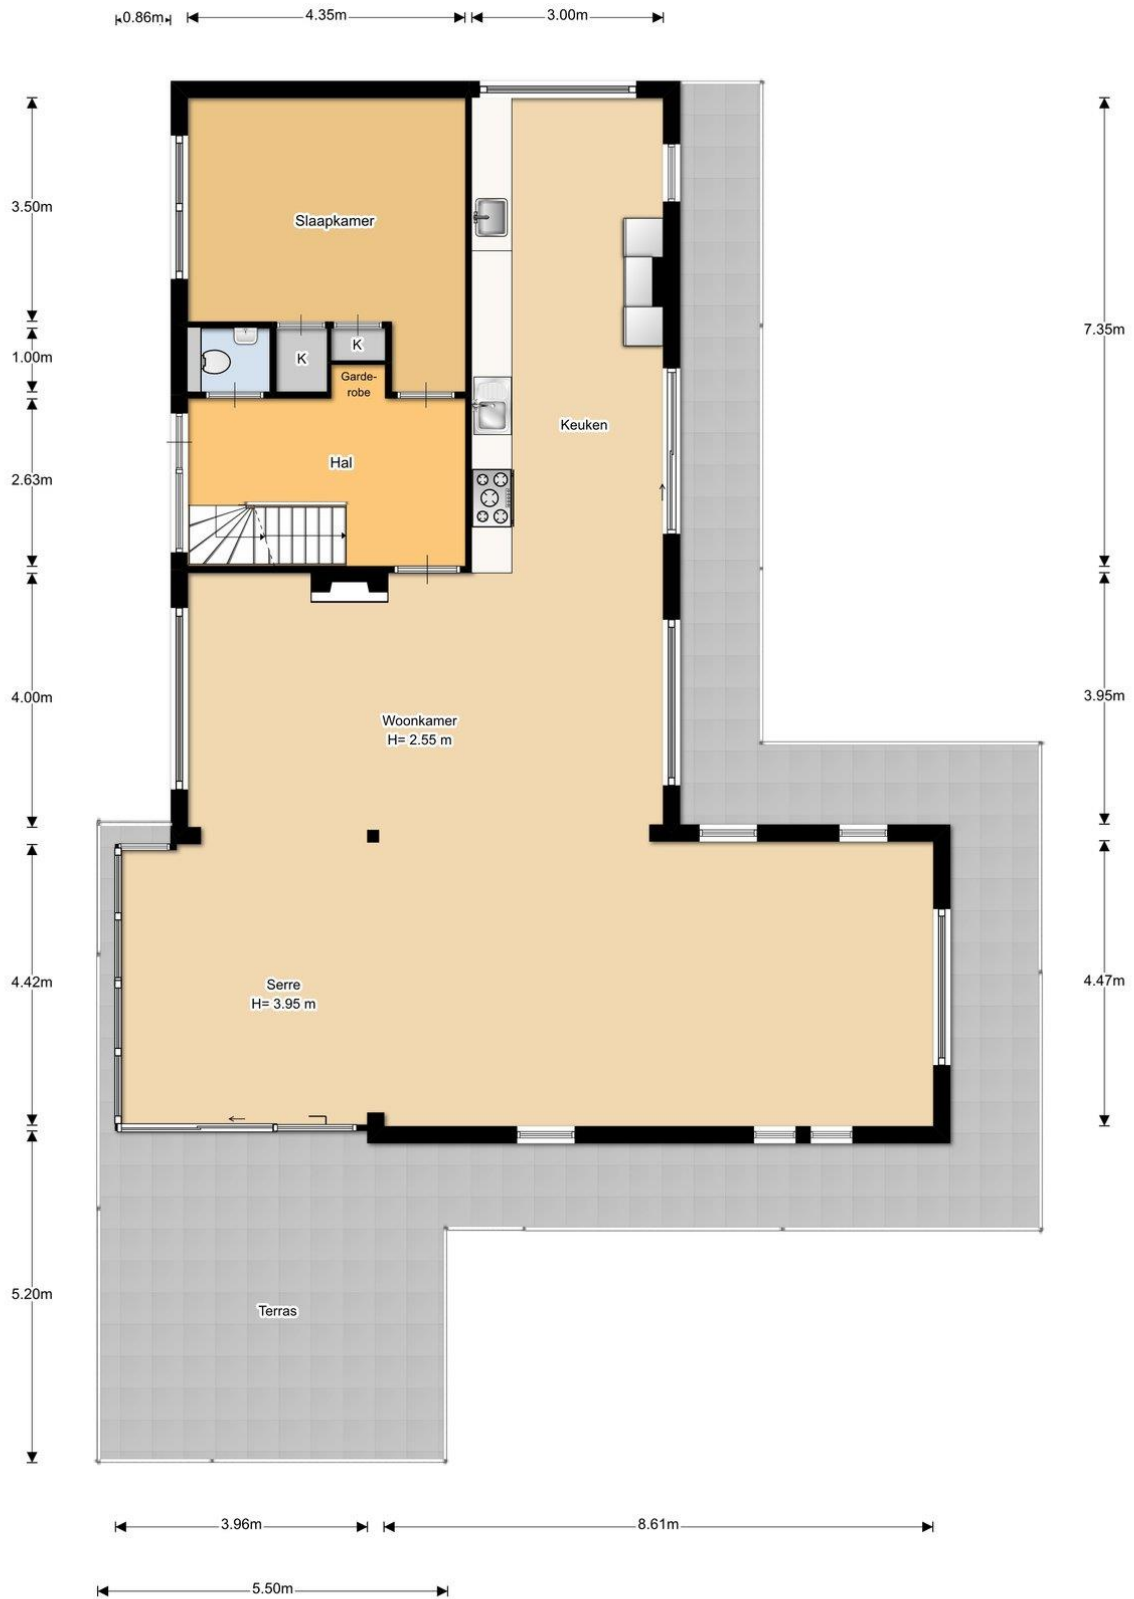 0.86m
4.35m
3.00m
3.50m
Slaapkamer
7.35m
1.00m
K
K
Garde-
robe
Keuken
Hal
2.63m
4.00m
3.95m
Woonkamer
H= 2.55 m
4.42m
Serre
H= 3.95 m
4.47m
5.20m
Terras
3.96m
8.61m
5.50m